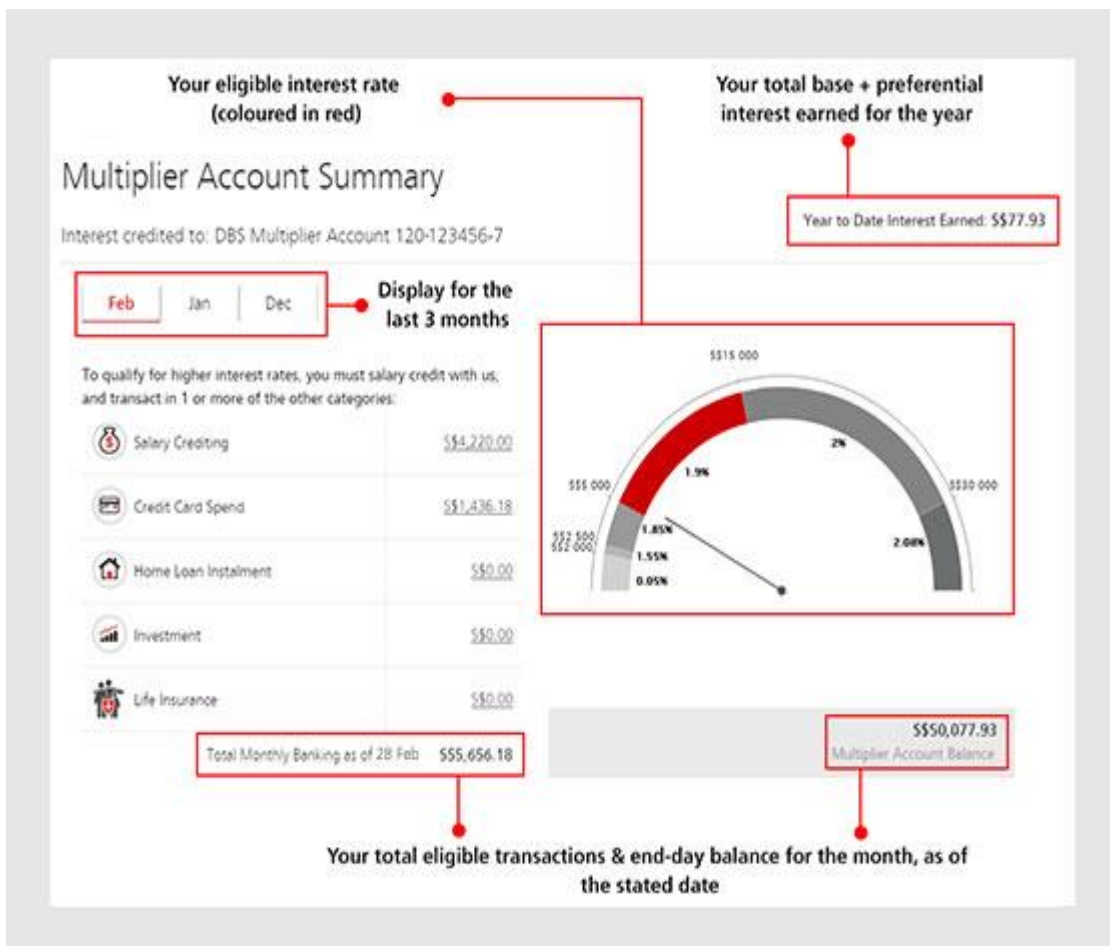 Your eligible interest rate
(coloured in red)
Your total base + preferential
interest earned for the year
Multiplier Account Summary
Year to Date Interest Earned: S$77.93
Interest credited to: DBS Multiplier Account 120-123456-7
Feb Jan Dec
Display for the
last 3 months
To qualify for higher interest rates, you must salary credit with us,
and transact in 1 or more of the other categories:
Salary Crediting S$4,220.00
Credit Card Spend S$1,436.18
Home Loan Instalment S$0.00
Investment S$0.00
Life Insurance S$0.00
Total Monthly Banking as of 28 Feb S$5,656.18
S$15 000
2%
1.9%
S$5 000
S$30 000
1.85%
S$2 500
S$2 000
2.08%
1.55%
0.05%
S$50,077.93
Multiplier Account Balance
Your total eligible transactions & end-day balance for the month, as of
the stated date